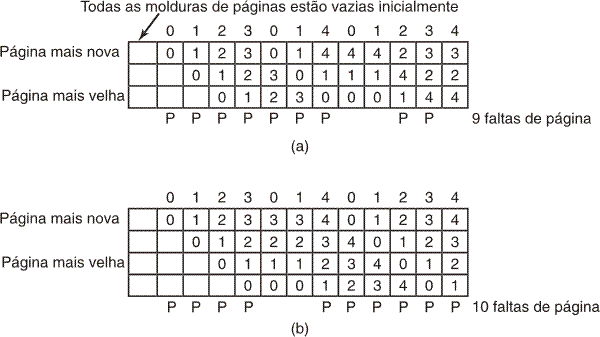 Todas as molduras de páginas estão vazias inicialmente
0 1 2 3 0 1 4 0 1 2 3 4
Página mais nova 0 1 2 3 0 1 4 4 4 2 3 3
0 1 2 3 0 1 1 1 4 2 2
Página mais velha 0 1 2 3 0 0 0 1 4 4
P P P P P P P P P 9 faltas de página
(a)
0 1 2 3 0 1 4 0 1 2 3 4
Página mais nova 0 1 2 3 3 3 4 0 1 2 3 4
0 1 2 2 2 3 4 0 1 2 3
Página mais velha 0 1 1 1 2 3 4 0 1 2
0 0 0 1 2 3 4 0 1
P P P P P P P P P P 10 faltas de página
(b)